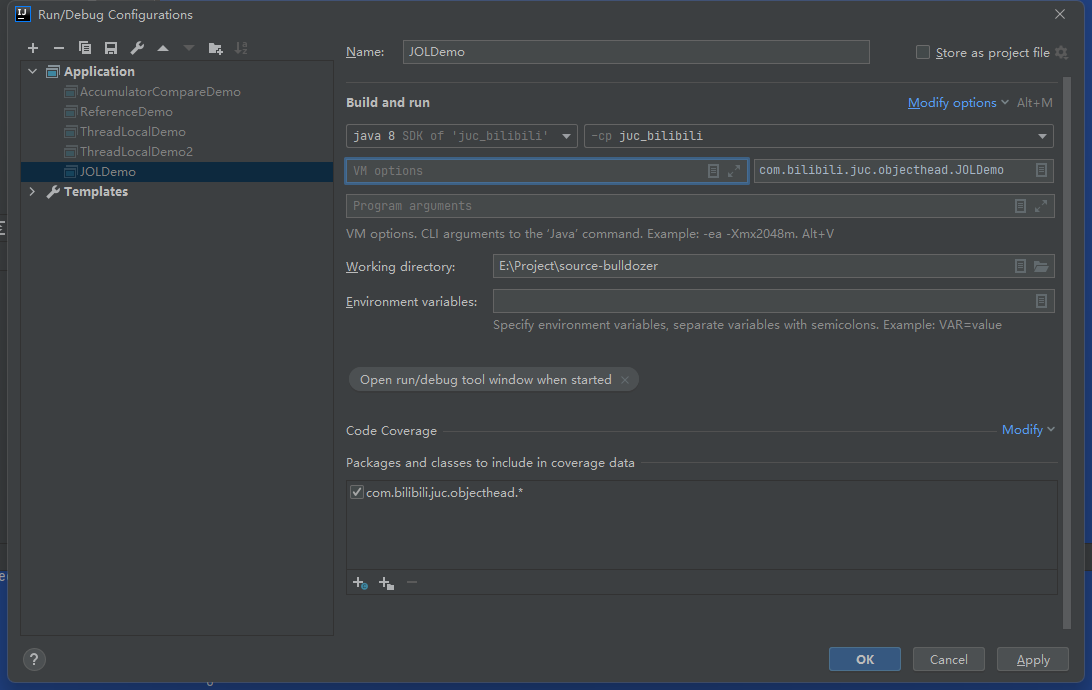 Run/Debug Configurations
Name: JOLDemo Store as project file
Application
AccumulatorCompareDemo
ReferenceDemo
ThreadLocalDemo
ThreadLocalDemo2
JOLDemo
Templates
Build and run Modify options Alt+M
java 8 SDK of 'juc_bilibili' -cp juc_bilibili
VM options com.bilibili.juc.objecthead.JOLDemo
Program arguments
VM options. CLI arguments to the 'Java' command. Example: -ea -Xmx2048m. Alt+V
Working directory: E:\Project\source-bulldozer
Environment variables:
Specify environment variables, separate variables with semicolons. Example: VAR=value
Open run/debug tool window when started
Code Coverage Modify
Packages and classes to include in coverage data
com.bilibili.juc.objecthead.*
? OK Cancel Apply